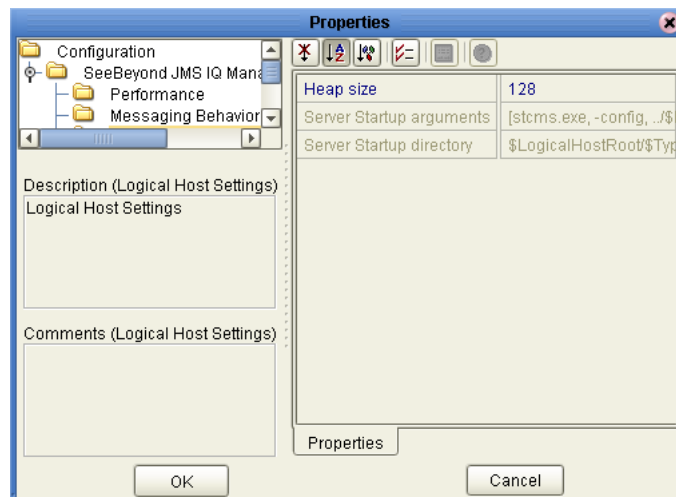 Properties
Configuration
SeeBeyond JMS IQ Mana
Performance
Messaging Behavior
Description (Logical Host Settings)
Logical Host Settings
Comments (Logical Host Settings)
Heap size 128
Server Startup arguments [stcms.exe, -config, ../$
Server Startup directory $LogicalHostRoot/$Typ
Properties
OK
Cancel